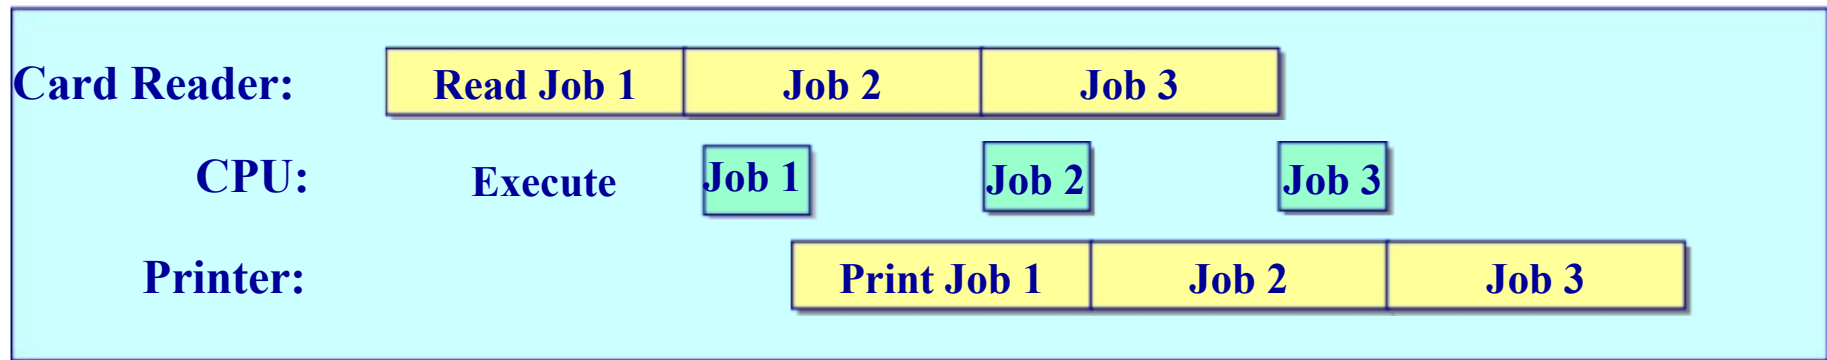 Card Reader: Read Job 1 Job 2 Job 3
CPU: Execute Job 1 Job 2 Job 3
Printer: Print Job 1 Job 2 Job 3